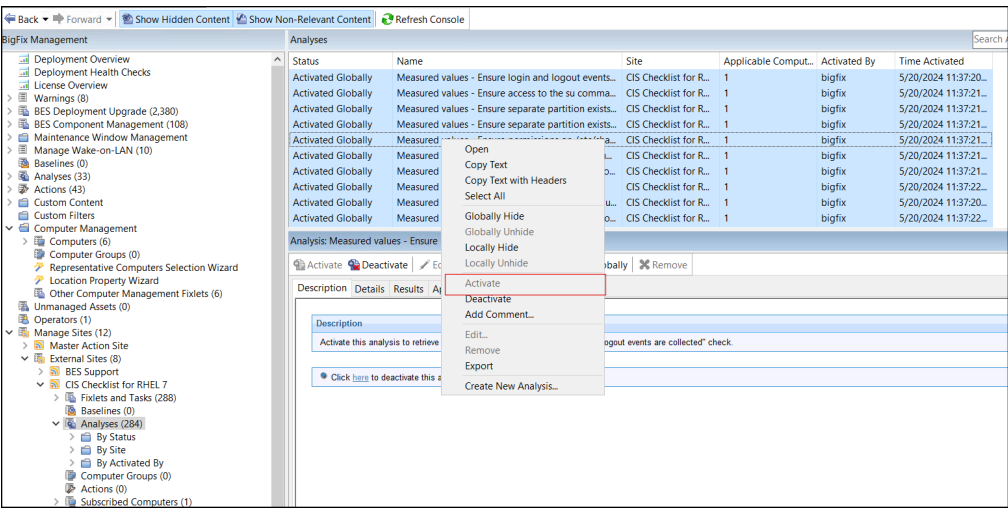 Back Forward Show Hidden Content Show Non-Relevant Content Refresh Console
BigFix Management
Analyses
Search
Deployment Overview
Deployment Health Checks
License Overview
Warnings (8)
BES Deployment Upgrade (2,380)
BES Component Management (108)
Maintenance Window Management
Manage Wake-on-LAN (10)
Baselines (0)
Analyses (33)
Actions (43)
Custom Content
Custom Filters
Computer Management
Computers (6)
Computer Groups (0)
Representative Computers Selection Wizard
Location Property Wizard
Other Computer Management Fixlets (6)
Unmanaged Assets (0)
Operators (1)
Manage Sites (12)
Master Action Site
External Sites (8)
BES Support
CIS Checklist for RHEL 7
Fixlets and Tasks (288)
Baselines (0)
Analyses (284)
By Status
By Site
By Activated By
Computer Groups (0)
Actions (0)
Subscribed Computers (1)
Status Name Site Applicable Comput... Activated By Time Activated
Activated Globally Measured values - Ensure login and logout events... CIS Checklist for R... 1 bigfix 5/20/2024 11:37:20...
Activated Globally Measured values - Ensure access to the su comma... CIS Checklist for R... 1 bigfix 5/20/2024 11:37:21...
Activated Globally Measured values - Ensure separate partition exists... CIS Checklist for R... 1 bigfix 5/20/2024 11:37:21...
Activated Globally Measured values - Ensure separate partition exists... CIS Checklist for R... 1 bigfix 5/20/2024 11:37:21...
Activated Globally Measured values - Ensure permissions on CIS Checklist for R... 1 bigfix 5/20/2024 11:37:21...
Activated Globally Measured CIS Checklist for R... 1 bigfix 5/20/2024 11:37:21...
Activated Globally Measured CIS Checklist for R... 1 bigfix 5/20/2024 11:37:21...
Activated Globally Measured CIS Checklist for R... 1 bigfix 5/20/2024 11:37:22...
Activated Globally Measured CIS Checklist for R... 1 bigfix 5/20/2024 11:37:20...
Activated Globally Measured CIS Checklist for R... 1 bigfix 5/20/2024 11:37:22...
Open
Copy Text
Copy Text with Headers
Select All
Globally Hide
Globally Unhide
Locally Hide
Locally Unhide
Activate
Deactivate
Add Comment...
Edit...
Remove
Export
Create New Analysis...
Analysis: Measured values - Ensure
Activate Deactivate Remove
Description Details Results
Description
Activate this analysis to retrieve ogout events are collected" check.
Click here to deactivate this a